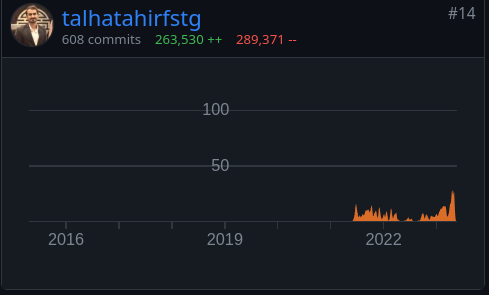 talhatahirfstg
#14
608 commits 263,530 ++ 289,371 --
100
50
2016 2019 2022